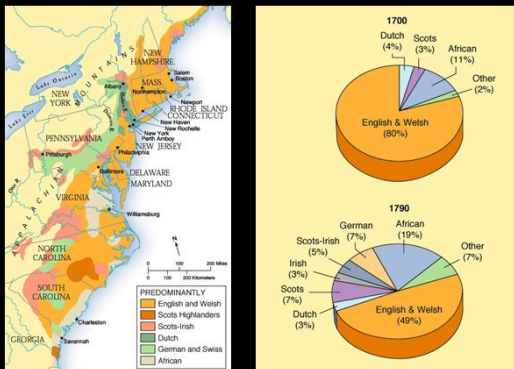 NEW
HAMPSHIRE
Lake Ontario
MOUNTAINS
Salem
Boston
Albany
MASS.
Northampton
NEW
YORK
Lake Erie
Hudson R.
Newport
RHODE ISLAND
CONNECTICUT
New Haven
New Rochelle
New York
Perth Amboy
NEW JERSEY
PENNSYLVANIA
Pittsburgh
Philadelphia
Baltimore
DELAWARE
MARYLAND
Ohio R.
APPALACHIAN
VIRGINIA
Williamsburg
N
NORTH
CAROLINA
0 100 200 Miles
0 100 200 Kilometers
SOUTH
CAROLINA
Charleston
GEORGIA
Savannah
PREDOMINANTLY
English and Welsh
Scots Highlanders
Scots-Irish
Dutch
German and Swiss
African
1700
Dutch
(4%)
Scots
(3%)
African
(11%)
Other
(2%)
English & Welsh
(80%)
1790
German
(7%)
African
(19%)
Scots-Irish
(5%)
Other
(7%)
Irish
(3%)
Scots
(7%)
English & Welsh
(49%)
Dutch
(3%)